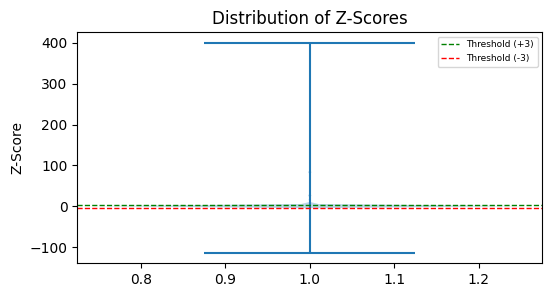 Distribution of Z-Scores
400
300
200
100
0
−100
Z-Score
Threshold (+3)
Threshold (-3)
0.8 0.9 1.0 1.1 1.2